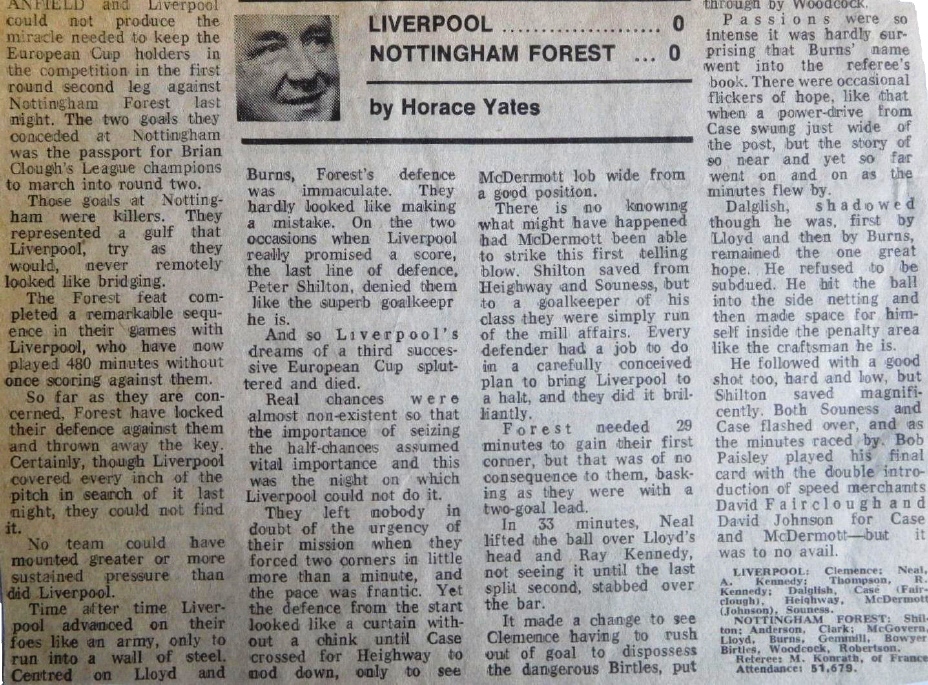 ANFIELD and Liverpool
could not produce the
miracle needed to keep the
European Cup holders in
the competition in the first
round second leg against
Nottingham Forest last
night. The two goals they
conceded at Nottingham
was the passport for Brian
Clough's League champions
to march into round two.
Those goals at Notting-
ham were killers. They
represented a gulf that
Liverpool, try as they
would, never remotely
looked like bridging.
The Forest feat com-
pleted a remarkable sequ-
ence in their games with
Liverpool, who have now
played 480 minutes without
once scoring against them.
So far as they are con-
cerned, Forest have locked
their defence against them
and thrown away the key.
Certainly, though Liverpool
covered every inch of the
pitch in search of it last
night, they could not find
it.
No team could have
mounted greater or more
sustained pressure than
did Liverpool.
Time after time Liver-
pool advanced on their
foes like an army, only to
run into a wall of steel.
Centred on Lloyd and
LIVERPOOL ...................... 0
NOTTINGHAM FOREST ... 0
by Horace Yates
Burns, Forest's defence
was immaculate. They
hardly looked like making
a mistake. On the two
occasions when Liverpool
really promised a score,
the last line of defence,
Peter Shilton, denied them
like the superb goalkeepr
he is.
And so Liverpool's
dreams of a third succes-
sive European Cup splut-
tered and died.
Real chances were
almost non-existent so that
the importance of seizing
the half-chances assumed
vital importance and this
was the night on which
Liverpool could not do it.
They left nobody in
doubt of the urgency of
their mission when they
forced two corners in little
more than a minute, and
the pace was frantic. Yet
the defence from the start
looked like a curtain with-
out a chink until Case
crossed for Heighway to
nod down, only to see
McDermott lob wide from
a good position.
There is no knowing
what might have happened
had McDermott been able
to strike this first telling
blow. Shilton saved from
Heighway and Souness, but
to a goalkeeper of his
class they were simply run
of the mill affairs. Every
defender had a job to do
in a carefully conceived
plan to bring Liverpool to
a halt, and they did it bril-
liantly.
Forest needed 29
minutes to gain their first
corner, but that was of no
consequence to them, bask-
ing as they were with a
two-goal lead.
In 33 minutes, Neal
lifted the ball over Lloyd's
head and Ray Kennedy,
not seeing it until the last
split second, stabbed over
the bar.
It made a change to see
Clemence having to rush
out of goal to dispossess
the dangerous Birtles, put
through by Woodcock.
Passions were so
intense it was hardly sur-
prising that Burns' name
went into the referee's
book. There were occasional
flickers of hope, like that
when a power-drive from
Case swung just wide of
the post, but the story of
so near and yet so far
went on and on as the
minutes flew by.
Dalglish, shadowed
though he was, first by
Lloyd and then by Burns,
remained the one great
hope. He refused to be
subdued. He hit the ball
into the side netting and
then made space for him-
self inside the penalty area
like the craftsman he is.
He followed with a good
shot too, hard and low, but
Shilton saved magnifi-
cently. Both Souness and
Case flashed over, and as
the minutes raced by. Bob
Paisley played his final
card with the double intro-
duction of speed merchants
David Fairclough and
David Johnson for Case
and McDermott—but it
was to no avail.
LIVERPOOL: Clemence; Neal,
A. Kennedy; Thompson, R.
Kennedy; Dalglish, Case (Fair-
clough), Heighway, McDermott
(Johnson), Souness.
NOTTINGHAM FOREST: Shil-
ton; Anderson, Clark; McGovern,
Lloyd, Burns, Gemmill, Bowyer
Birtles, Woodcock, Robertson.
Referee: M. Konrath, of France
Attendance: 51,679.